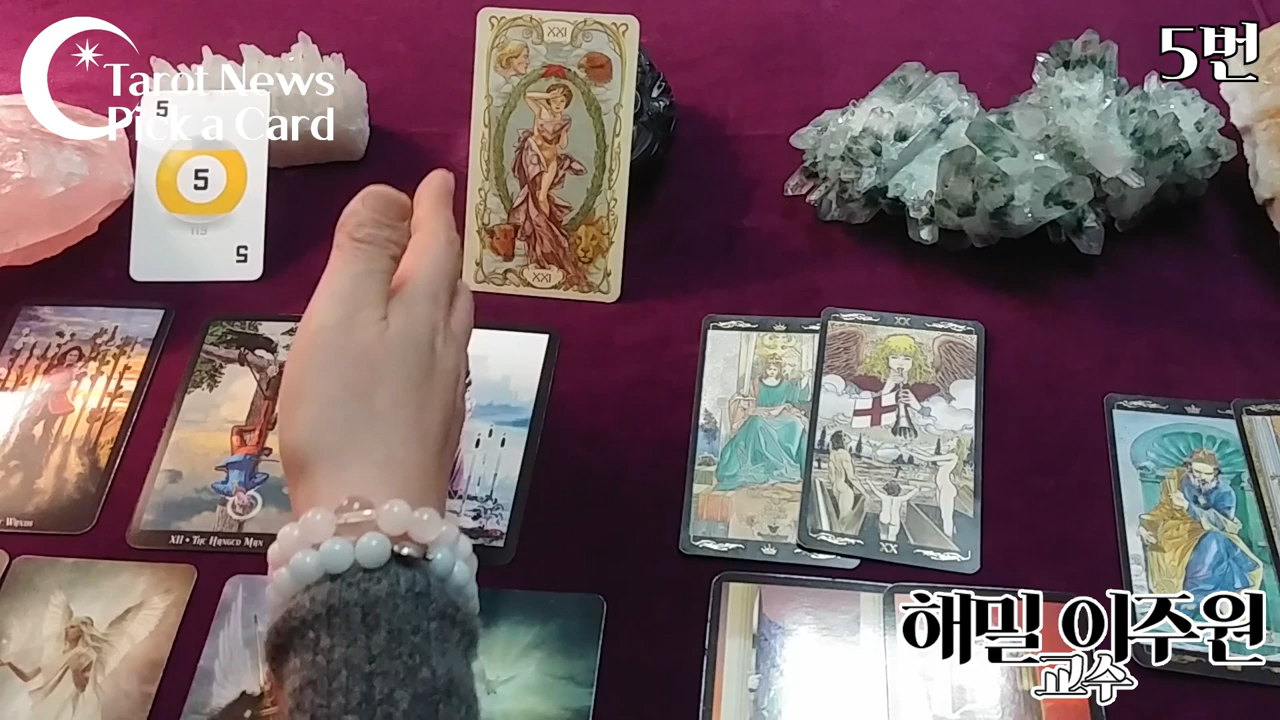 Tarot News
Pick a Card
5번
5
5
5
XXI
XXI
XII • The Hanged Man
Wands
XX
XX
해밀 이주원
교수